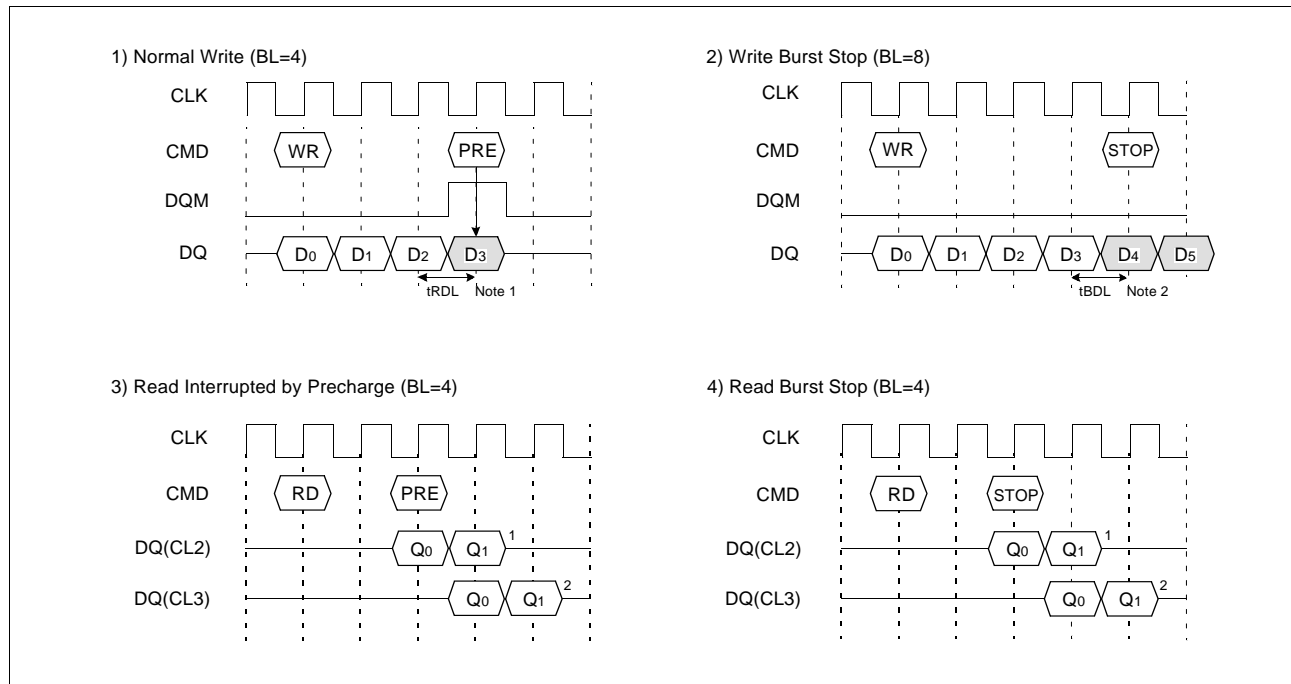 1) Normal Write (BL=4)
CLK
CMD WR PRE
DQM
DQ D0 D1 D2 D3
tRDL Note 1
2) Write Burst Stop (BL=8)
CLK
CMD WR STOP
DQM
DQ D0 D1 D2 D3 D4 D5
tBDL Note 2
3) Read Interrupted by Precharge (BL=4)
CLK
CMD RD PRE
DQ(CL2) Q0 Q1 1
DQ(CL3) Q0 Q1 2
4) Read Burst Stop (BL=4)
CLK
CMD RD STOP
DQ(CL2) Q0 Q1 1
DQ(CL3) Q0 Q1 2